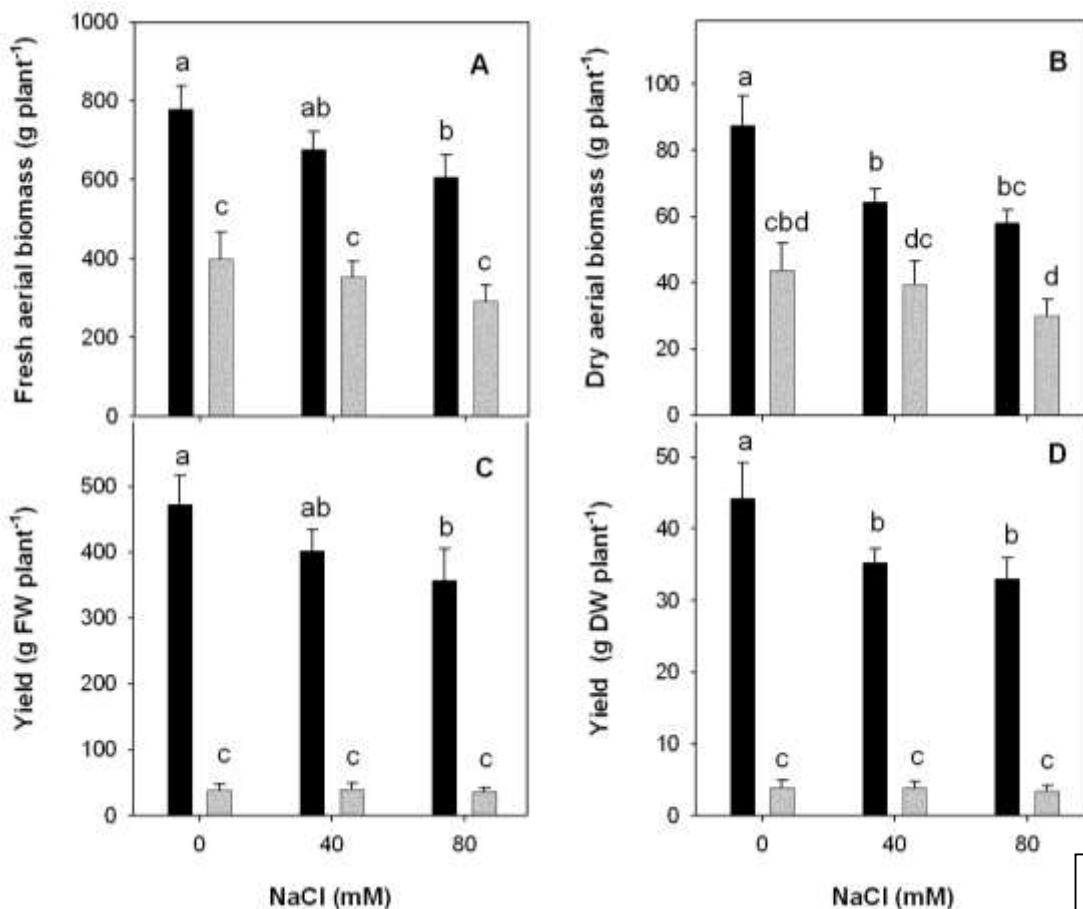 Fresh aerial biomass (g plant⁻¹)
1000
800
600
400
200
0
A
a
c
ab
c
b
c
Dry aerial biomass (g plant⁻¹)
100
80
60
40
20
0
B
a
cbd
b
dc
bc
d
Yield (g FW plant⁻¹)
500
400
300
200
100
0
C
a
c
ab
c
b
c
0
40
80
NaCl (mM)
Yield (g DW plant⁻¹)
50
40
30
20
10
0
D
a
c
b
c
b
c
0
40
80
NaCl (mM)